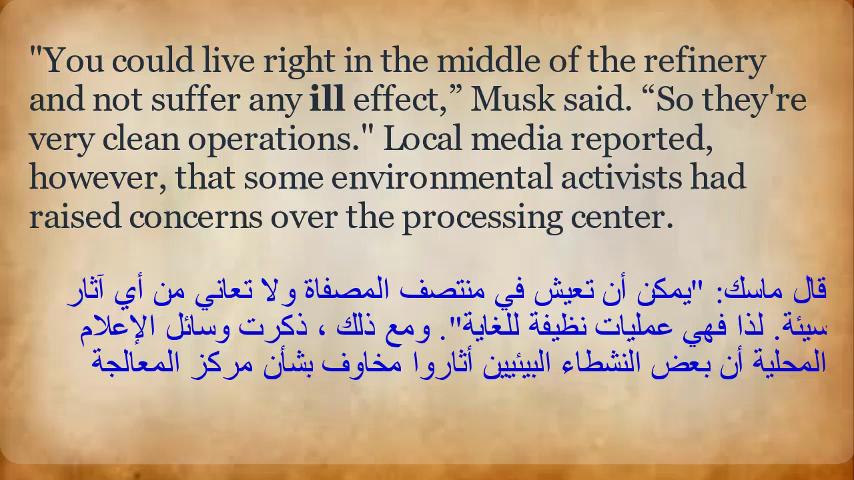 "You could live right in the middle of the refinery
and not suffer any ill effect,” Musk said. “So they're
very clean operations." Local media reported,
however, that some environmental activists had
raised concerns over the processing center.
قال ماسك: "يمكن أن تعيش في منتصف المصفاة ولا تعاني من أي آثار
سيئة. لذا فهي عمليات نظيفة للغاية". ومع ذلك ، ذكرت وسائل الإعلام
المحلية أن بعض النشطاء البيئيين أثاروا مخاوف بشأن مركز المعالجة